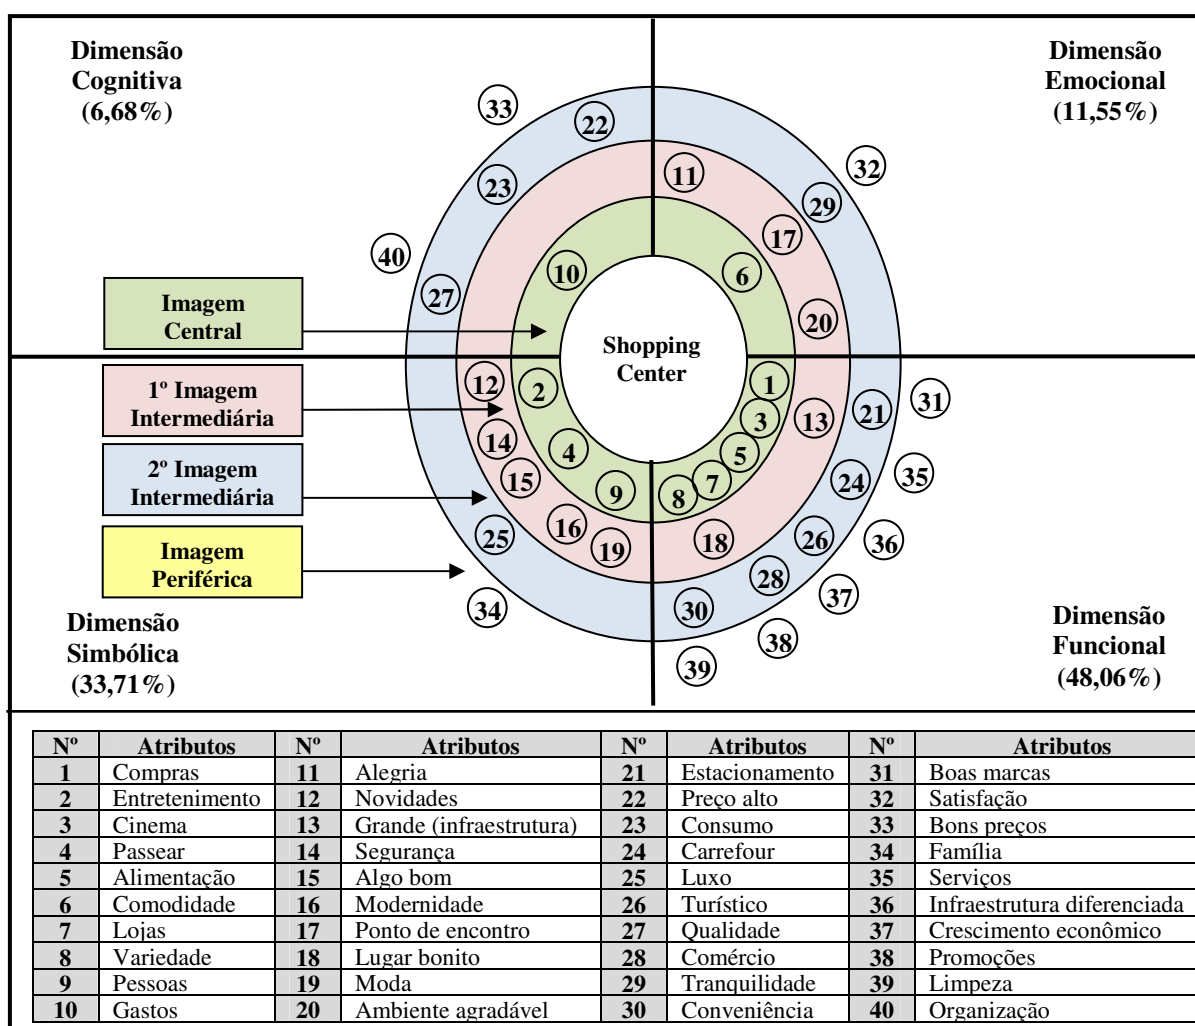 Dimensão
Cognitiva
(6,68%)
Dimensão
Emocional
(11,55%)
33
22
23
40
27
10
11
32
29
17
6
20
Imagem
Central
Shopping
Center
1º Imagem
Intermediária
2º Imagem
Intermediária
Imagem
Periférica
12
2
14
4
15
9
16
19
25
34
1
3
5
7
8
13
18
21
24
26
28
30
31
35
36
37
38
39
Dimensão
Simbólica
(33,71%)
Dimensão
Funcional
(48,06%)
Nº Atributos Nº Atributos Nº Atributos Nº Atributos
1 Compras 11 Alegria 21 Estacionamento 31 Boas marcas
2 Entretenimento 12 Novidades 22 Preço alto 32 Satisfação
3 Cinema 13 Grande (infraestrutura) 23 Consumo 33 Bons preços
4 Passear 14 Segurança 24 Carrefour 34 Família
5 Alimentação 15 Algo bom 25 Luxo 35 Serviços
6 Comodidade 16 Modernidade 26 Turístico 36 Infraestrutura diferenciada
7 Lojas 17 Ponto de encontro 27 Qualidade 37 Crescimento econômico
8 Variedade 18 Lugar bonito 28 Comércio 38 Promoções
9 Pessoas 19 Moda 29 Tranquilidade 39 Limpeza
10 Gastos 20 Ambiente agradável 30 Conveniência 40 Organização